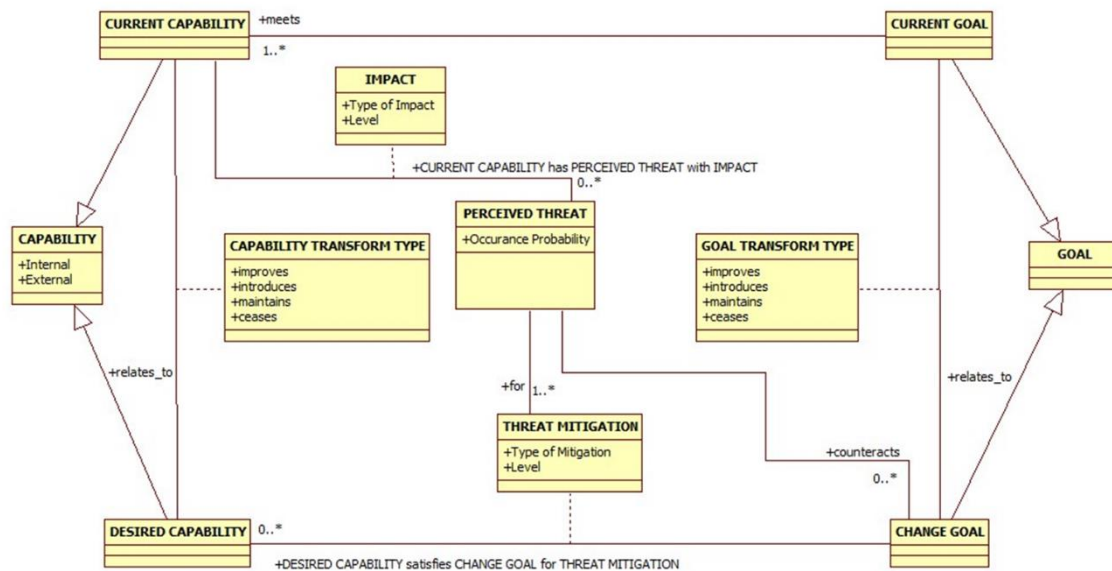 CURRENT CAPABILITY
+meets
1..*
CURRENT GOAL
IMPACT
+Type of Impact
+Level
+CURRENT CAPABILITY has PERCEIVED THREAT with IMPACT
0..*
PERCEIVED THREAT
+Occurance Probability
CAPABILITY
+Internal
+External
CAPABILITY TRANSFORM TYPE
+improves
+introduces
+maintains
+ceases
GOAL TRANSFORM TYPE
+improves
+introduces
+maintains
+ceases
GOAL
+relates_to
+for
1..*
+relates_to
THREAT MITIGATION
+Type of Mitigation
+Level
+counteracts
0..*
DESIRED CAPABILITY
0..*
CHANGE GOAL
+DESIRED CAPABILITY satisfies CHANGE GOAL for THREAT MITIGATION